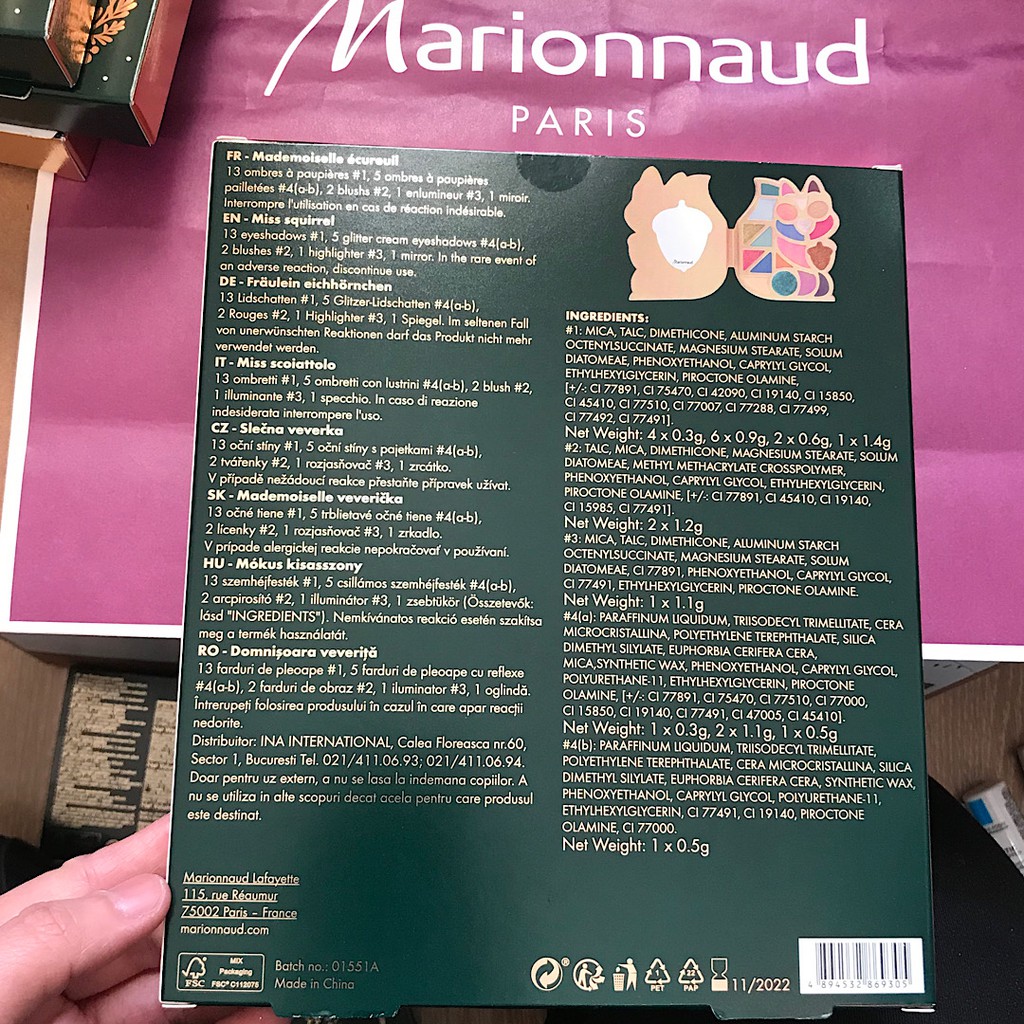 Marionnaud
PARIS
FR - Mademoiselle écureuil
13 ombres à paupières #1, 5 ombres à paupières
pailletées #4(a-b), 2 blushs #2, 1 enlumineur #3, 1 miroir.
Interrompre l'utilisation en cas de réaction indésirable.
EN - Miss squirrel
13 eyeshadows #1, 5 glitter cream eyeshadows #4(a-b),
2 blushes #2, 1 highlighter #3, 1 mirror. In the rare event of
an adverse reaction, discontinue use.
DE - Fräulein eichhörnchen
13 Lidschatten #1, 5 Glitzer-Lidschatten #4(a-b),
2 Rouges #2, 1 Highlighter #3, 1 Spiegel. Im seltenen Fall
von unerwünschten Reaktionen darf das Produkt nicht mehr
verwendet werden.
IT - Miss scoiattolo
13 ombretti #1, 5 ombretti con lustrini #4(a-b), 2 blush #2,
1 illuminante #3, 1 specchio. In caso di reazione
indesiderata interrompere l'uso.
CZ - Slečna veverka
13 oční stíny #1, 5 oční stíny s pajetkami #4(a-b),
2 tvářenky #2, 1 rozjasňovač #3, 1 zrcátko.
V případě nežádoucí reakce přestaňte přípravek užívat.
SK - Mademoiselle veverička
13 očné tiene #1, 5 trblietavé očné tiene #4(a-b),
2 lícenky #2, 1 rozjasňovač #3, 1 zrkadlo.
V prípade alergickej reakcie nepokračovať v používaní.
HU - Mókus kisasszony
13 szemhéjfesték #1, 5 csillámos szemhéjfesték #4(a-b),
2 arcpirosító #2, 1 illuminátor #3, 1 zsebtükör (Összetevők:
lásd "INGREDIENTS"). Nemkívánatos reakció esetén szakítsa
meg a termék használatát.
RO - Domnișoara veveriță
13 farduri de pleoape #1, 5 farduri de pleoape cu reflexe
#4(a-b), 2 farduri de obraz #2, 1 iluminator #3, 1 oglindă.
Întrerupeți folosirea produsului în cazul în care apar reacții
nedorite.
Distribuitor: INA INTERNATIONAL, Calea Floreasca nr.60,
Sector 1, Bucuresti Tel. 021/411.06.93; 021/411.06.94.
Doar pentru uz extern, a nu se lasa la indemana copiilor. A
nu se utiliza in alte scopuri decat acela pentru care produsul
este destinat.
Marionnaud Lafayette
115, rue Réaumur
75002 Paris – France
marionnaud.com
FSC
MIX
Packaging
FSC® C112075
Batch no.: 01551A
Made in China
Marionnaud
INGREDIENTS:
#1: MICA, TALC, DIMETHICONE, ALUMINUM STARCH
OCTENYLSUCCINATE, MAGNESIUM STEARATE, SOLUM
DIATOMEAE, PHENOXYETHANOL, CAPRYLYL GLYCOL,
ETHYLHEXYLGLYCERIN, PIROCTONE OLAMINE,
[+/-: CI 77891, CI 75470, CI 42090, CI 19140, CI 15850,
CI 45410, CI 77510, CI 77007, CI 77288, CI 77499,
CI 77492, CI 77491].
Net Weight: 4 x 0.3g, 6 x 0.9g, 2 x 0.6g, 1 x 1.4g
#2: TALC, MICA, DIMETHICONE, MAGNESIUM STEARATE, SOLUM
DIATOMEAE, METHYL METHACRYLATE CROSSPOLYMER,
PHENOXYETHANOL, CAPRYLYL GLYCOL, ETHYLHEXYLGLYCERIN,
PIROCTONE OLAMINE, [+/-: CI 77891, CI 45410, CI 19140,
CI 15985, CI 77491].
Net Weight: 2 x 1.2g
#3: MICA, TALC, DIMETHICONE, ALUMINUM STARCH
OCTENYLSUCCINATE, MAGNESIUM STEARATE, SOLUM
DIATOMEAE, CI 77891, PHENOXYETHANOL, CAPRYLYL GLYCOL,
CI 77491, ETHYLHEXYLGLYCERIN, PIROCTONE OLAMINE.
Net Weight: 1 x 1.1g
#4(a): PARAFFINUM LIQUIDUM, TRIISODECYL TRIMELLITATE, CERA
MICROCRISTALLINA, POLYETHYLENE TEREPHTHALATE, SILICA
DIMETHYL SILYLATE, EUPHORBIA CERIFERA CERA,
MICA,SYNTHETIC WAX, PHENOXYETHANOL, CAPRYLYL GLYCOL,
POLYURETHANE-11, ETHYLHEXYLGLYCERIN, PIROCTONE
OLAMINE, [+/-: CI 77891, CI 75470, CI 77510, CI 77000,
CI 15850, CI 19140, CI 77491, CI 47005, CI 45410].
Net Weight: 1 x 0.3g, 2 x 1.1g, 1 x 0.5g
#4(b): PARAFFINUM LIQUIDUM, TRIISODECYL TRIMELLITATE,
POLYETHYLENE TEREPHTHALATE, CERA MICROCRISTALLINA, SILICA
DIMETHYL SILYLATE, EUPHORBIA CERIFERA CERA, SYNTHETIC WAX,
PHENOXYETHANOL, CAPRYLYL GLYCOL, POLYURETHANE-11,
ETHYLHEXYLGLYCERIN, CI 77491, CI 19140, PIROCTONE
OLAMINE, CI 77000.
Net Weight: 1 x 0.5g
1
PET
22
PAP
11/2022
4 894532 869305